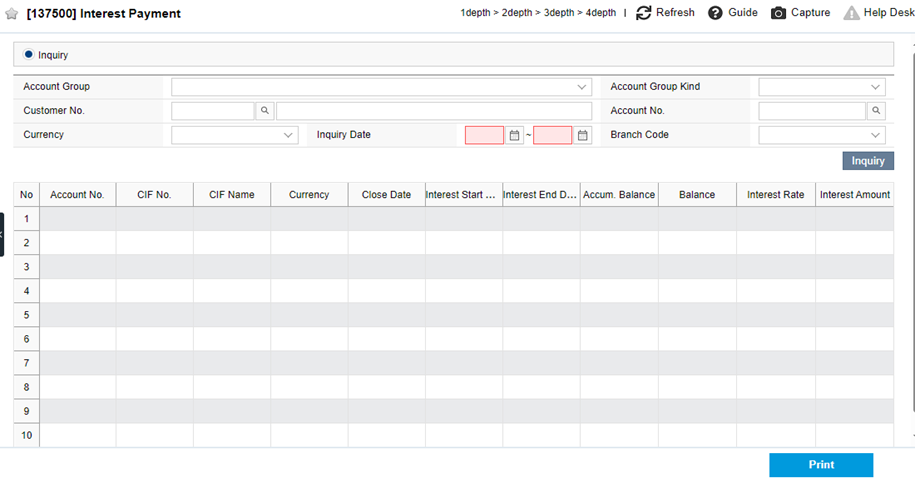 [137500] Interest Payment 1depth > 2depth > 3depth > 4depth | Refresh Guide Capture Help Desk
Inquiry
Account Group Account Group Kind
Customer No. Account No.
Currency Inquiry Date ~ Branch Code
Inquiry
No Account No. CIF No. CIF Name Currency Close Date Interest Start ... Interest End D... Accum. Balance Balance Interest Rate Interest Amount
1
2
3
4
5
6
7
8
9
10
Print